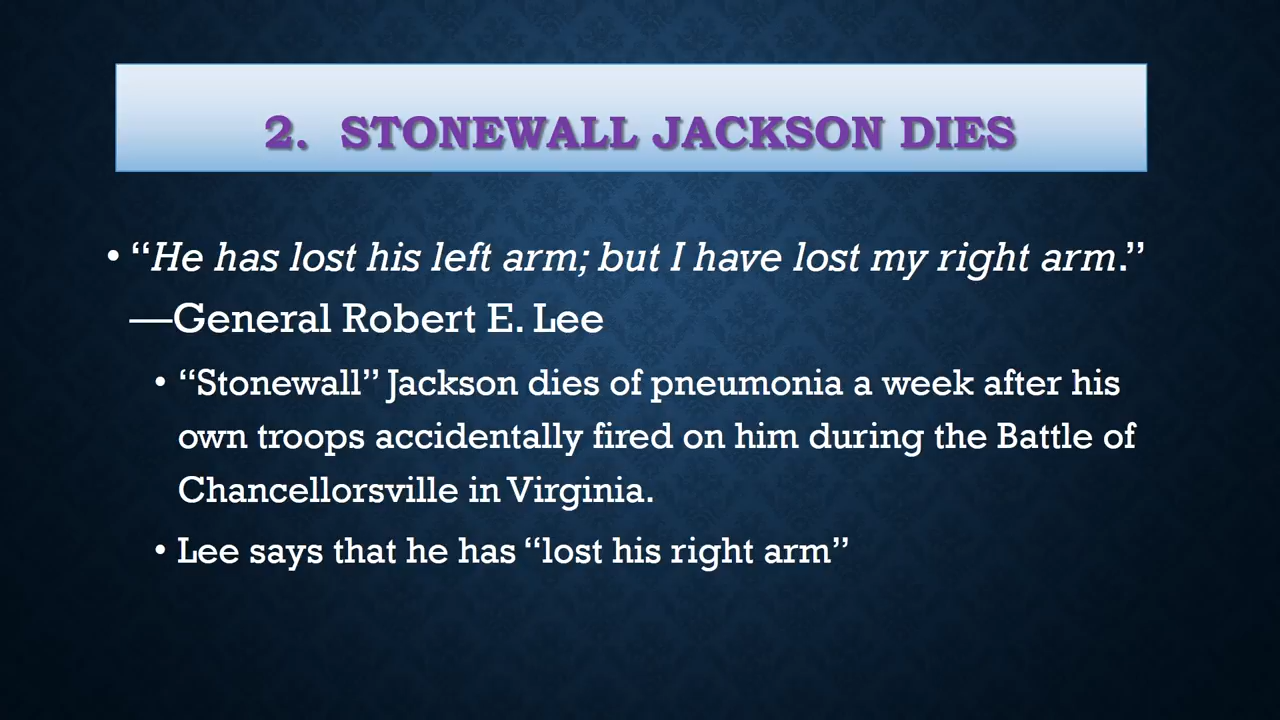 2. STONEWALL JACKSON DIES
• “He has lost his left arm; but I have lost my right arm.”
—General Robert E. Lee
• “Stonewall” Jackson dies of pneumonia a week after his
own troops accidentally fired on him during the Battle of
Chancellorsville in Virginia.
• Lee says that he has “lost his right arm”